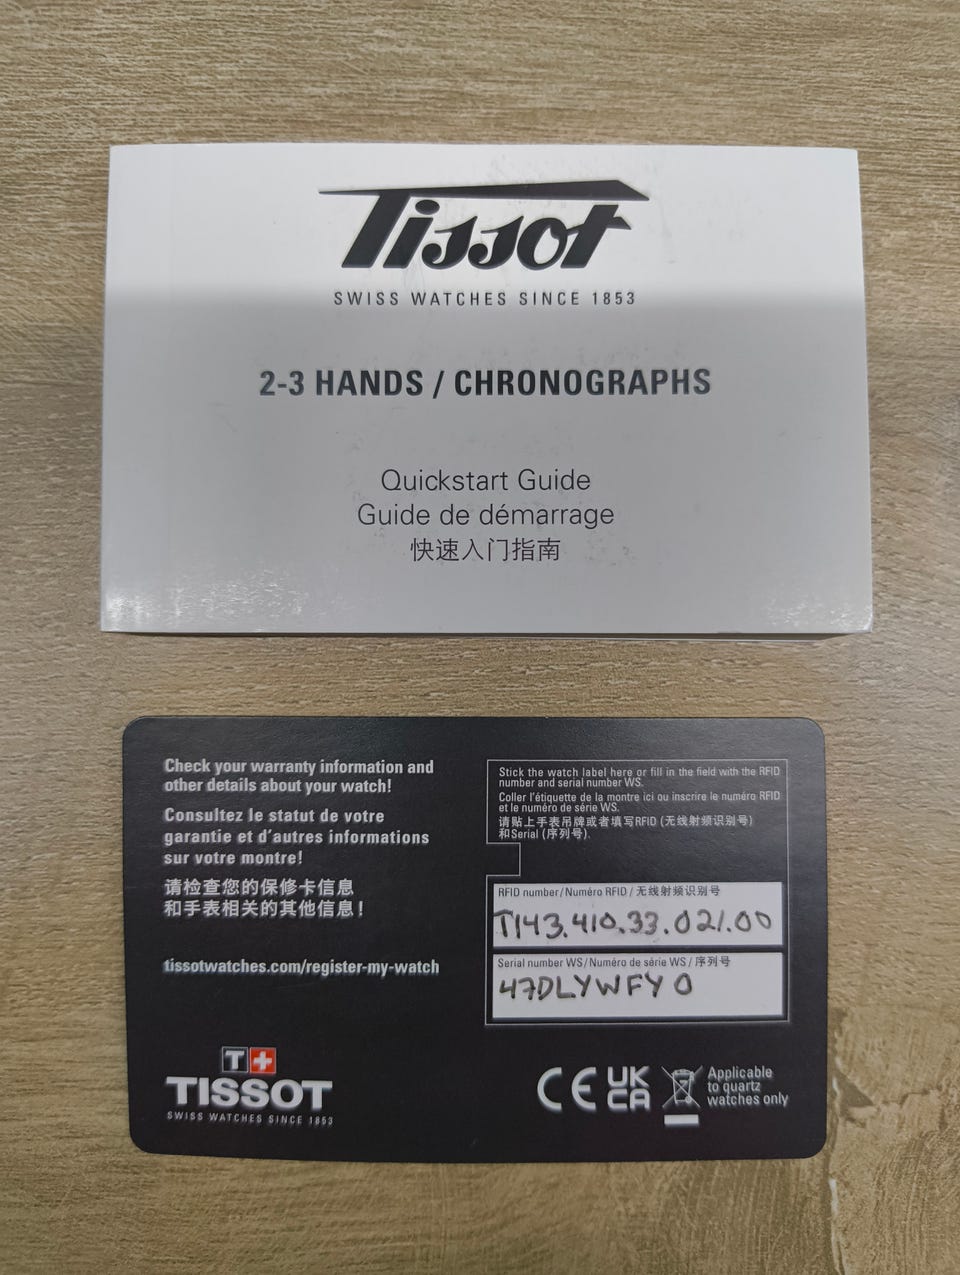 Tissot
SWISS WATCHES SINCE 1853
2-3 HANDS / CHRONOGRAPHS
Quickstart Guide
Guide de démarrage
快速入门指南
Check your warranty information and
other details about your watch!
Consultez le statut de votre
garantie et d'autres informations
sur votre montre!
请检查您的保修卡信息
和手表相关的其他信息!
tissotwatches.com/register-my-watch
T+
TISSOT
SWISS WATCHES SINCE 1853
Stick the watch label here or fill in the field with the RFID
number and serial number WS.
Coller l'étiquette de la montre ici ou inscrire le numéro RFID
et le numéro de série WS.
请贴上手表吊牌或者填写RFID (无线射频识别号)
和Serial (序列号).
RFID number/Numéro RFID / 无线射频识别号
T143.410.33.021.00
Serial number WS/Numéro de série WS / 序列号
47DLYWFY0
CE
UK
CA
Applicable
to quartz
watches only